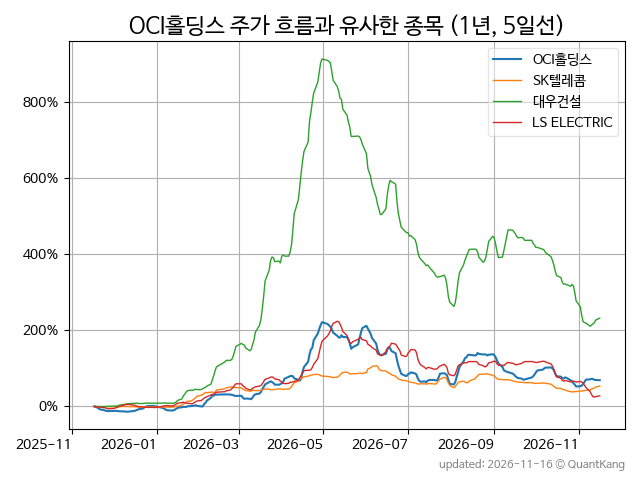 OCI홀딩스 주가 흐름과 유사한 종목 (1년, 5일선)
OCI홀딩스
SK텔레콤
대우건설
LS ELECTRIC
800%
600%
400%
200%
0%
2025-11 2026-01 2026-03 2026-05 2026-07 2026-09 2026-11
updated: 2026-11-16 © QuantKang